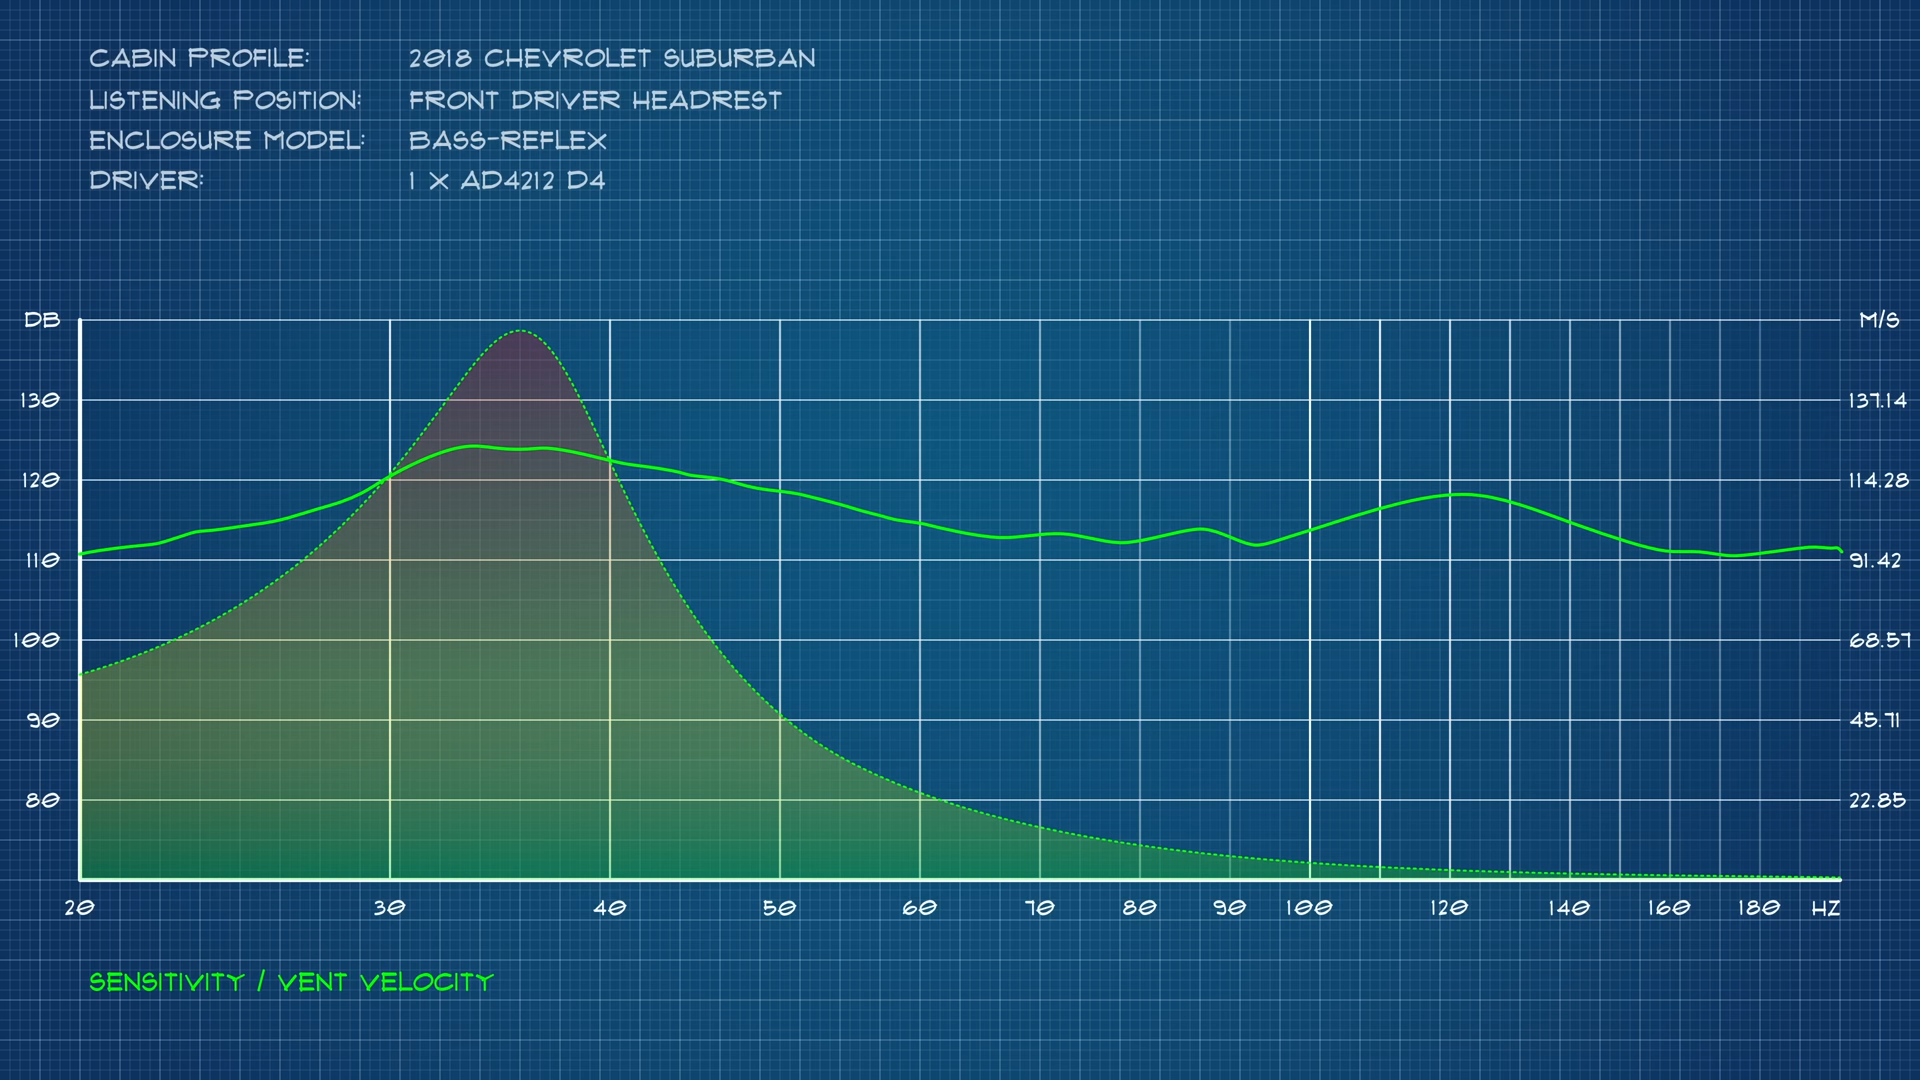 CABIN PROFILE: 2018 CHEVROLET SUBURBAN
LISTENING POSITION: FRONT DRIVER HEADREST
ENCLOSURE MODEL: BASS-REFLEX
DRIVER: 1 X AD4212 D4
DB M/S
130 137.14
120 114.28
110 91.42
100 68.57
90 45.71
80 22.85
20 30 40 50 60 70 80 90 100 120 140 160 180 HZ
SENSITIVITY / VENT VELOCITY